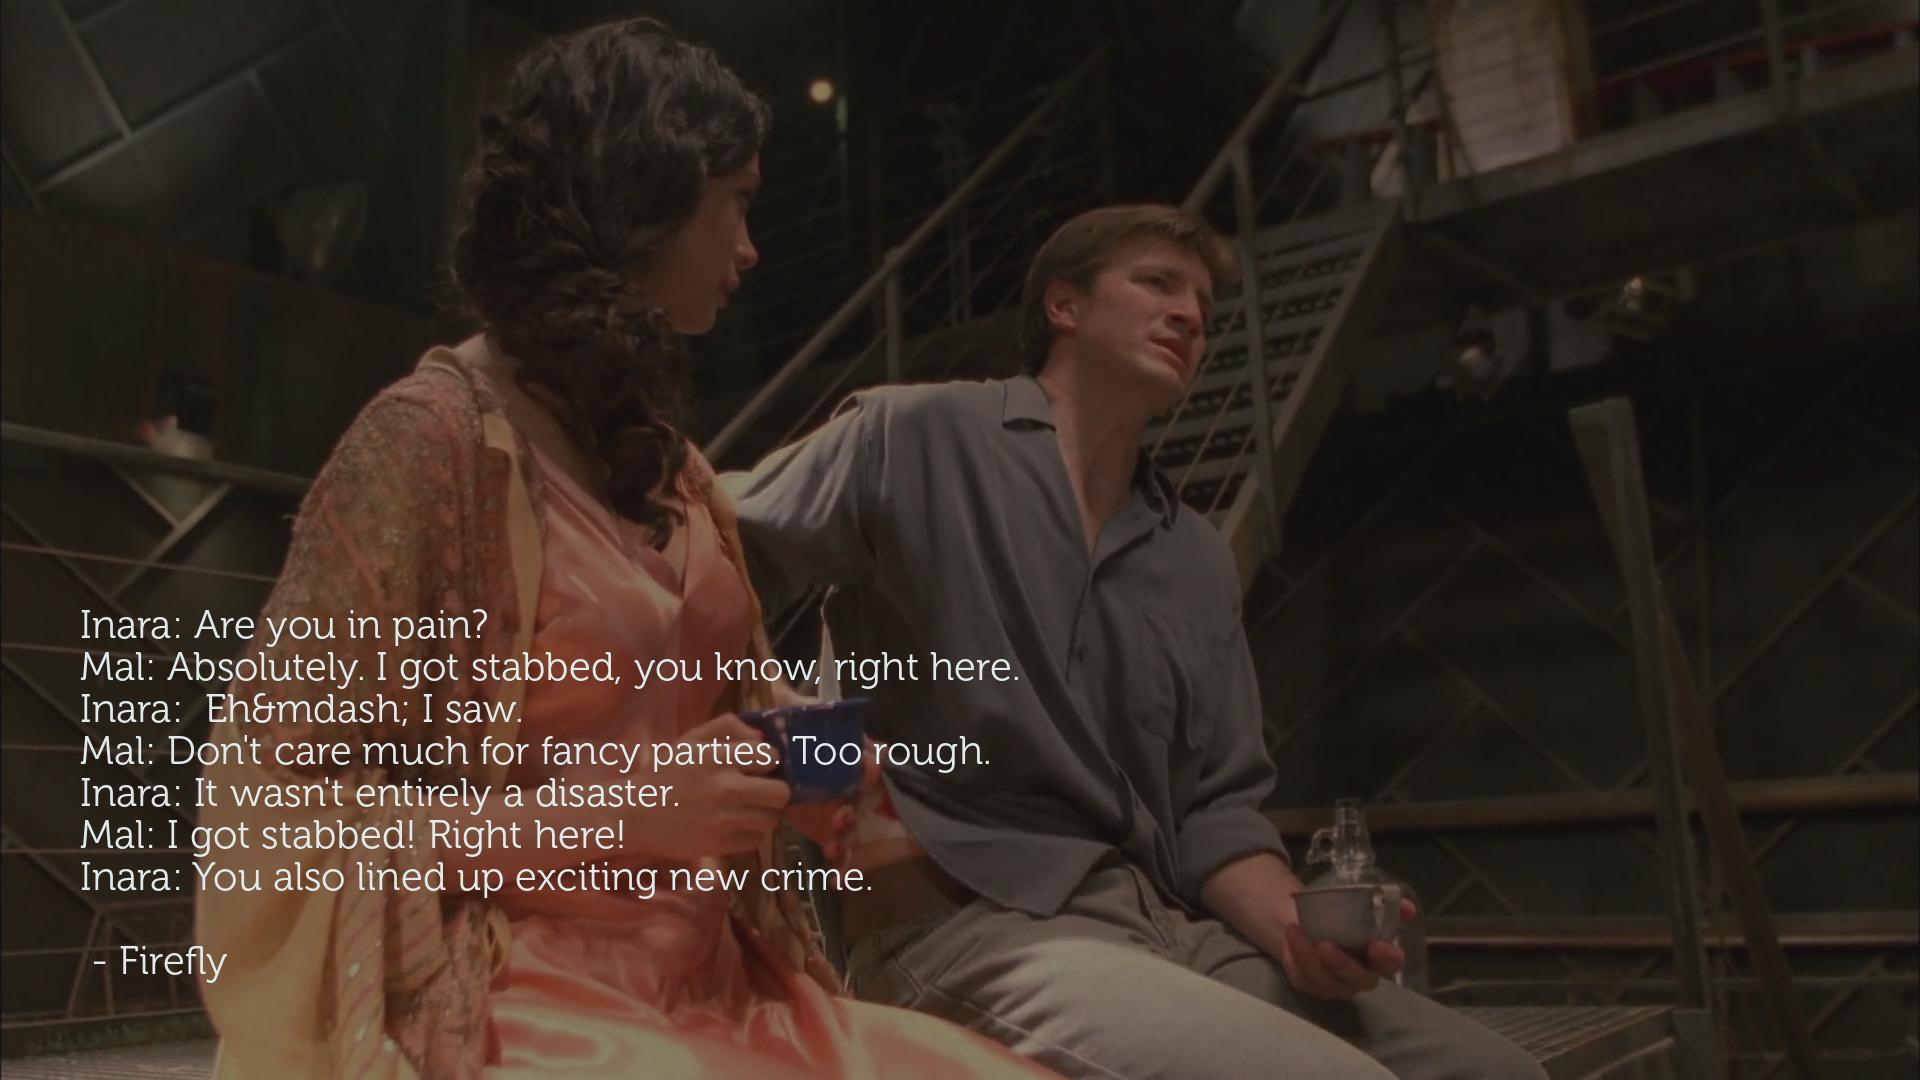 Inara: Are you in pain?
Mal: Absolutely. I got stabbed, you know, right here.
Inara:  Eh&mdash; I saw.
Mal: Don't care much for fancy parties. Too rough.
Inara: It wasn't entirely a disaster.
Mal: I got stabbed! Right here!
Inara: You also lined up exciting new crime.
- Firefly